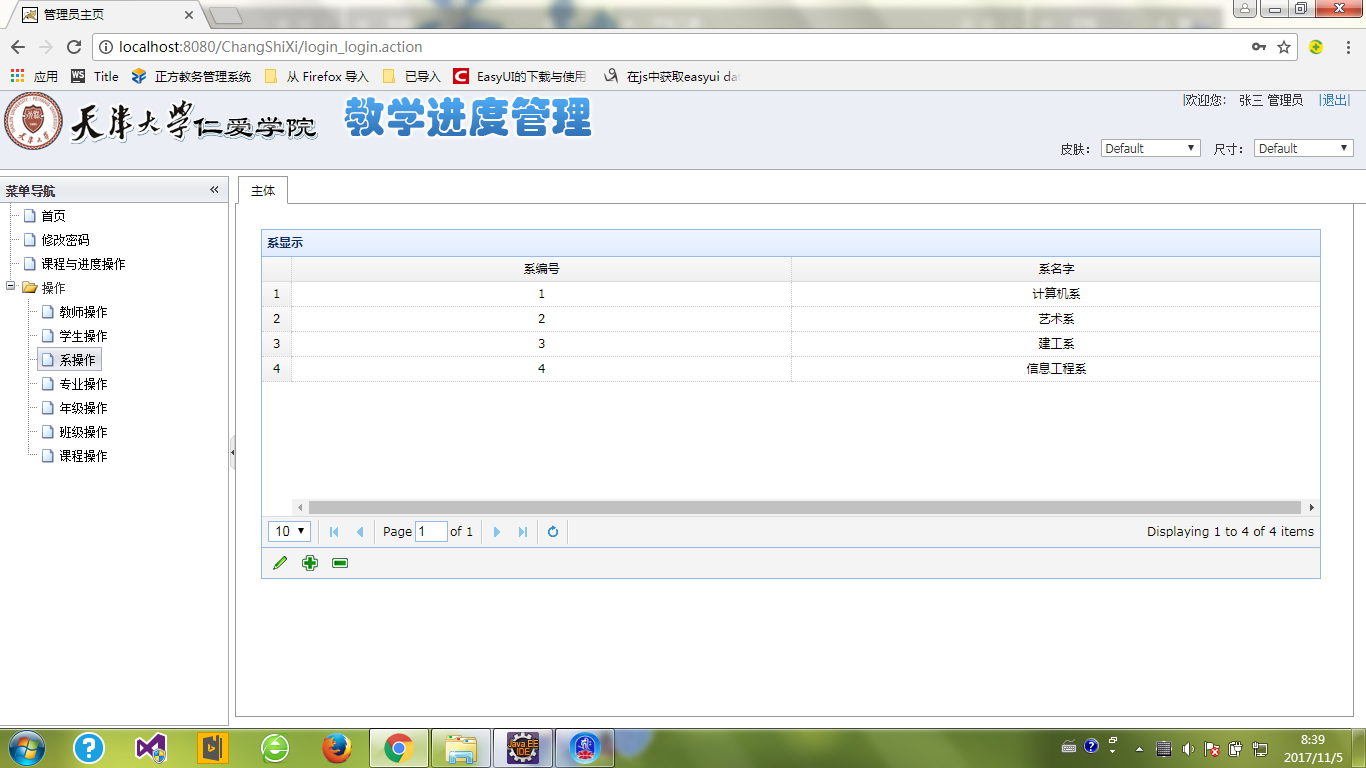 管理员主页
localhost:8080/ChangShiXi/login_login.action
应用 WS Title 正方教务管理系统 从 Firefox 导入 已导入 C EasyUI的下载与使用 在js中获取easyui da
天津大学仁爱学院 教学进度管理
|欢迎您: 张三 管理员 |退出|
皮肤: Default 尺寸: Default
菜单导航
首页
修改密码
课程与进度操作
操作
教师操作
学生操作
系操作
专业操作
年级操作
班级操作
课程操作
主体
系显示
系编号 系名字
1 1 计算机系
2 2 艺术系
3 3 建工系
4 4 信息工程系
10 Page 1 of 1 Displaying 1 to 4 of 4 items
Java EE
IDE
8:39
2017/11/5